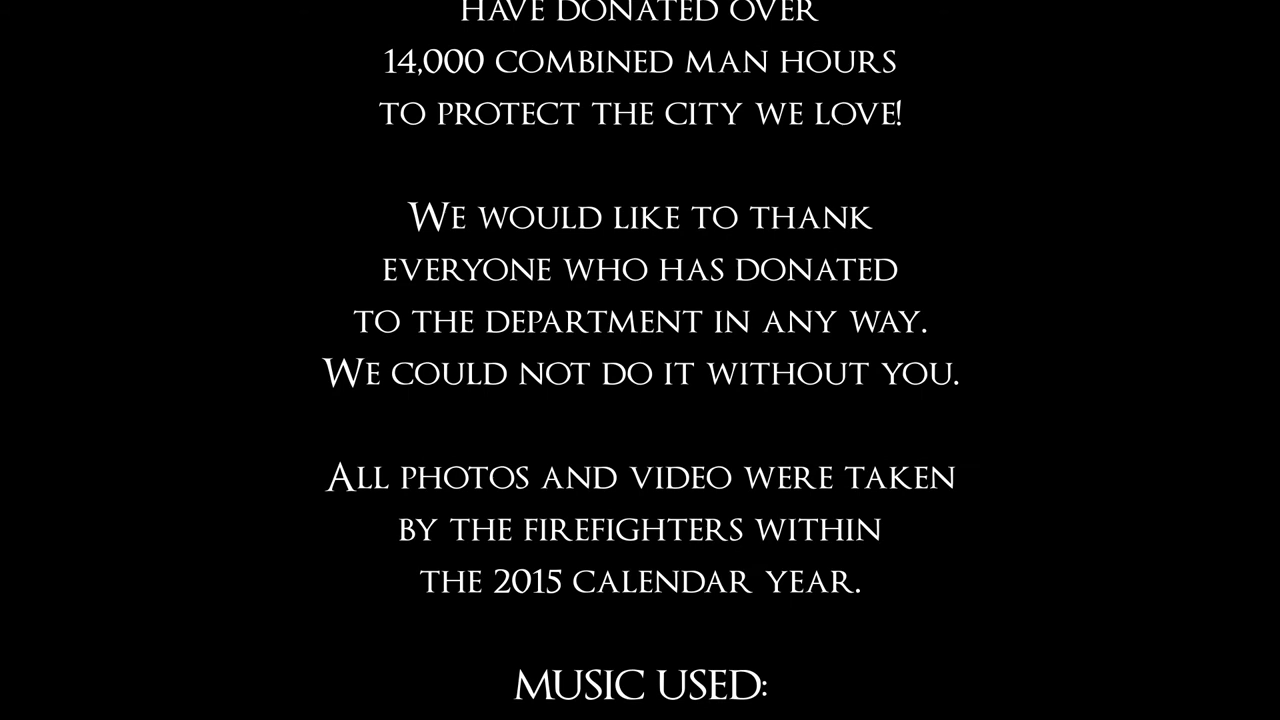 HAVE DONATED OVER
14,000 COMBINED MAN HOURS
TO PROTECT THE CITY WE LOVE!
WE WOULD LIKE TO THANK
EVERYONE WHO HAS DONATED
TO THE DEPARTMENT IN ANY WAY.
WE COULD NOT DO IT WITHOUT YOU.
ALL PHOTOS AND VIDEO WERE TAKEN
BY THE FIREFIGHTERS WITHIN
THE 2015 CALENDAR YEAR.
MUSIC USED: